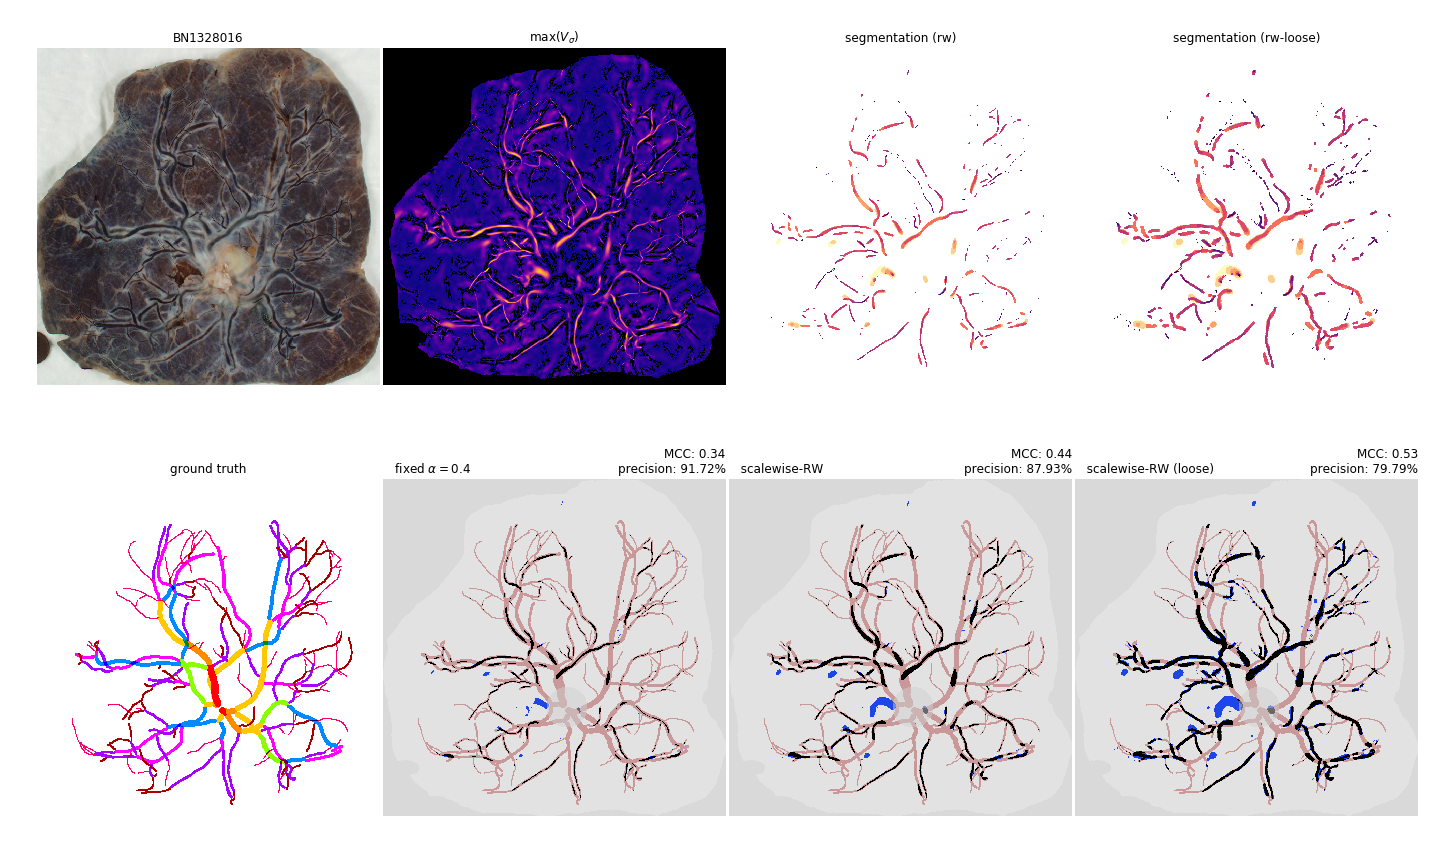 BN1328016
max(Vσ)
segmentation (rw)
segmentation (rw-loose)
ground truth
fixed α = 0.4
MCC: 0.34
precision: 91.72%
scalewise-RW
MCC: 0.44
precision: 87.93%
scalewise-RW (loose)
MCC: 0.53
precision: 79.79%